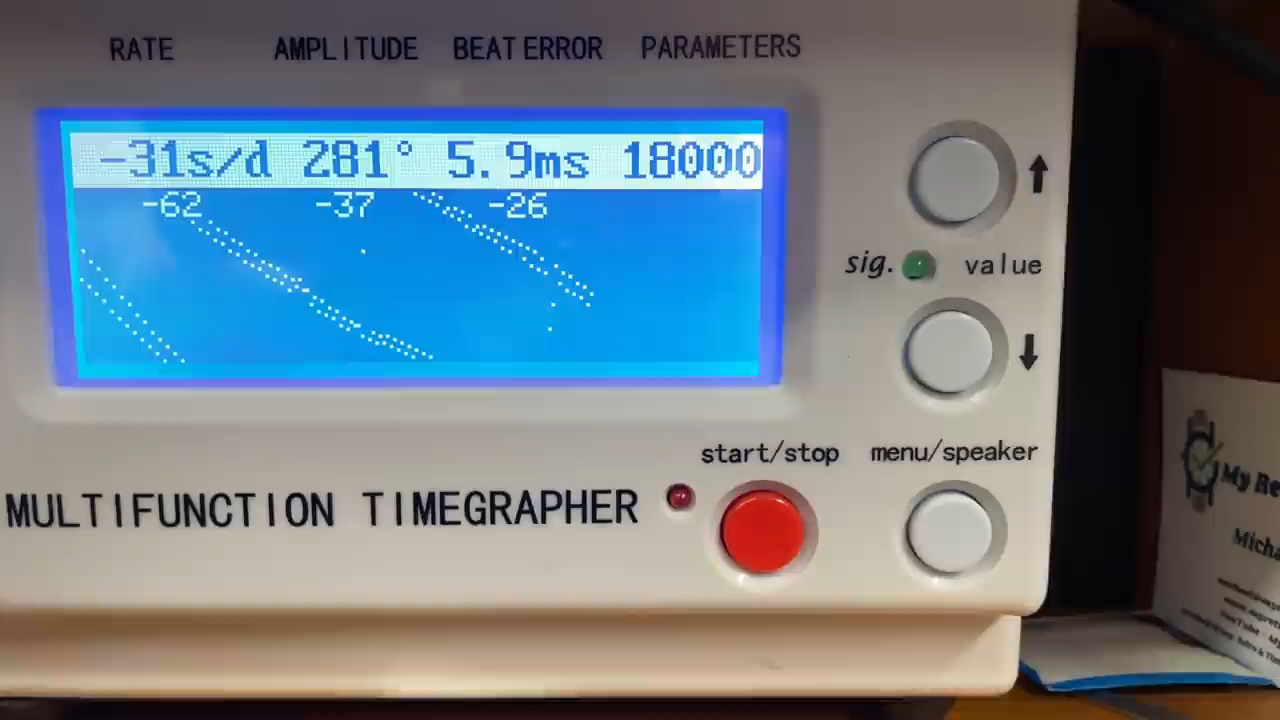 RATE AMPLITUDE BEAT ERROR PARAMETERS
-31s/d 281° 5.9ms 18000
-62 -37 -26
sig. value
start/stop menu/speaker
MULTIFUNCTION TIMEGRAPHER
My Re
Micha